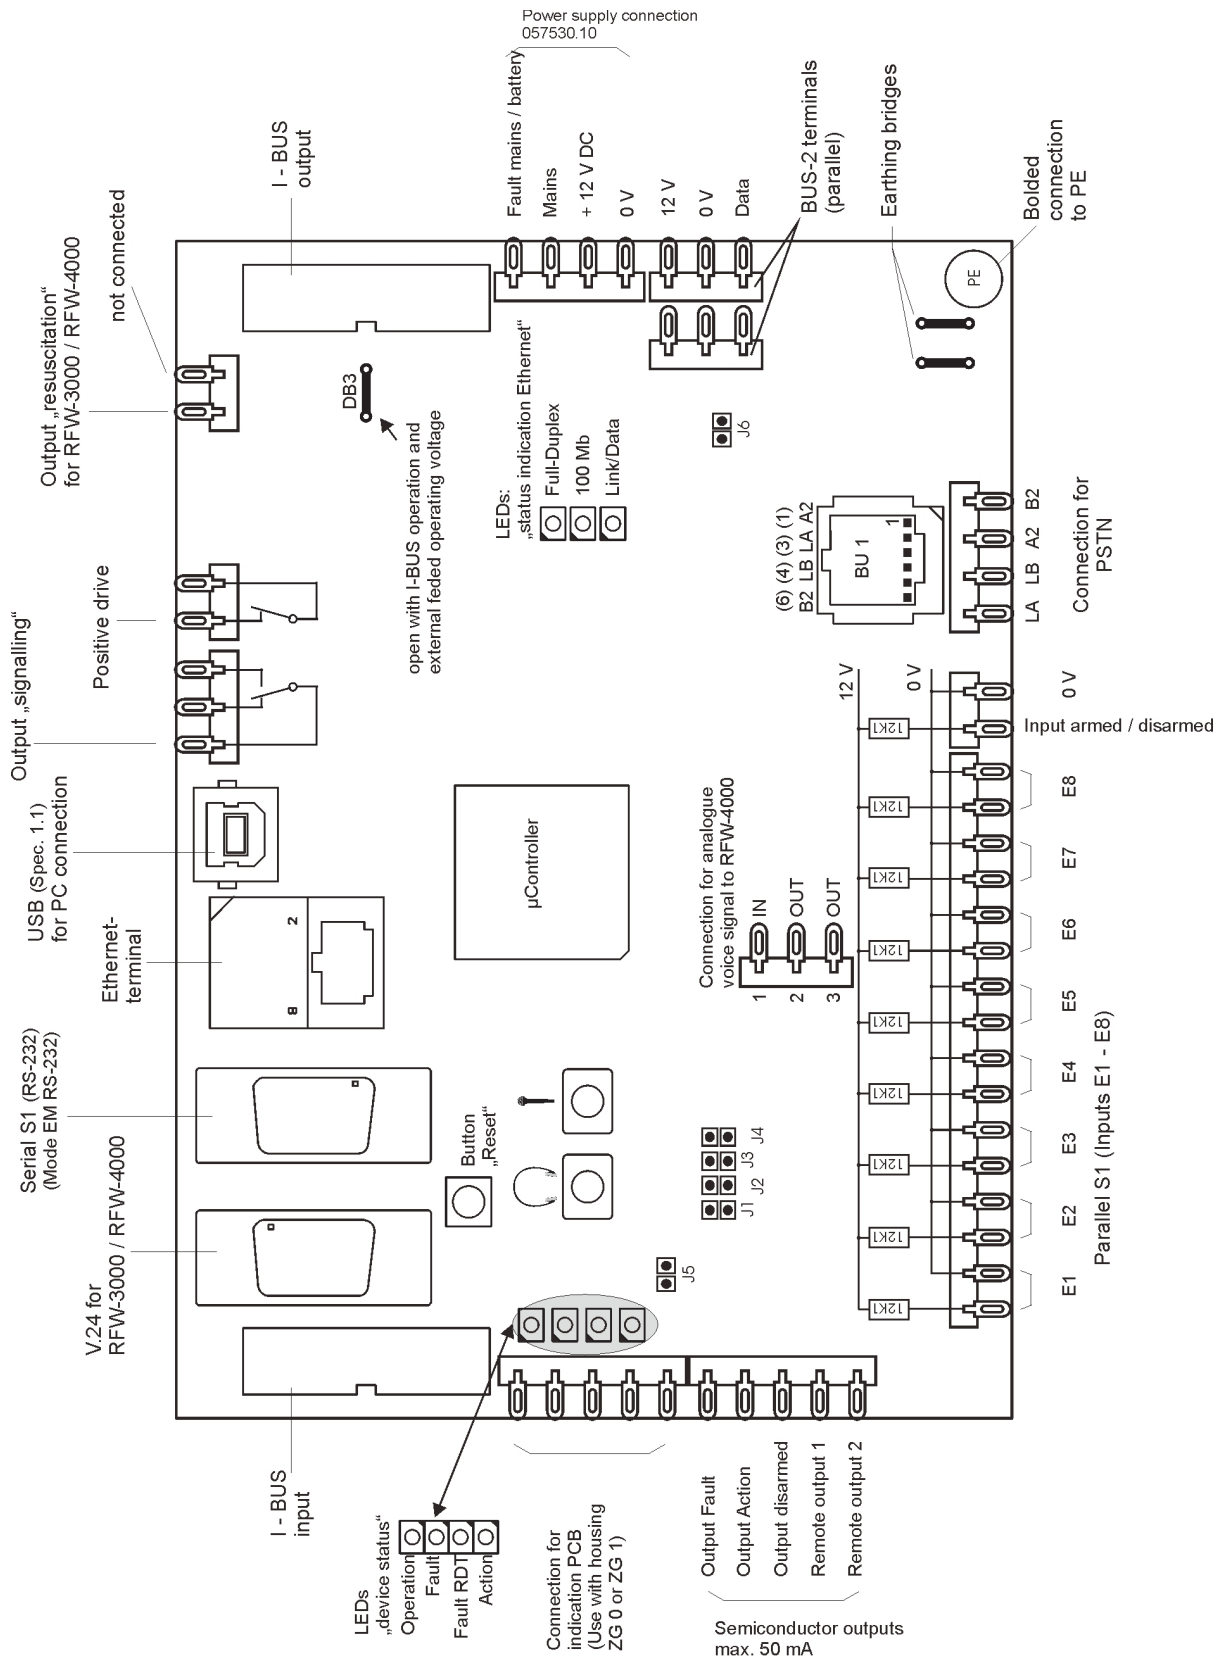 Power supply connection
057530.10
Fault mains / battery
Mains
+ 12 V DC
0 V
12 V
0 V
Data
BUS-2 terminals
(parallel)
Earthing bridges
Bolded
connection
to PE
PE
I - BUS
output
not connected
Output „resuscitation“
for RFW-3000 / RFW-4000
DB3
open with I-BUS operation and
external feded operating voltage
LEDs:
„status indication Ethernet“
Full-Duplex
100 Mb
Link/Data
J6
Positive drive
Output „signalling“
(6) (4) (3) (1)
B2 LB LA A2
BU 1
1
LA
LB
A2
B2
Connection for
PSTN
USB (Spec. 1.1)
for PC connection
Ethernet-
terminal
2
8
µController
12 V
0 V
0 V
Input armed / disarmed
12K1
12K1
12K1
12K1
12K1
12K1
12K1
12K1
12K1
Connection for analogue
voice signal to RFW-4000
1 IN
2 OUT
3 OUT
E8
E7
E6
E5
E4
E3
E2
E1
Parallel S1 (Inputs E1 - E8)
Serial S1 (RS-232)
(Mode EM RS-232)
V.24 for
RFW-3000 / RFW-4000
Button
„Reset“
J4
J3
J2
J1
J5
I - BUS
input
LEDs
„device status“
Operation
Fault
Fault RDT
Action
Connection for
indication PCB
(Use with housing
ZG 0 or ZG 1)
Output Fault
Output Action
Output disarmed
Remote output 1
Remote output 2
Semiconductor outputs
max. 50 mA